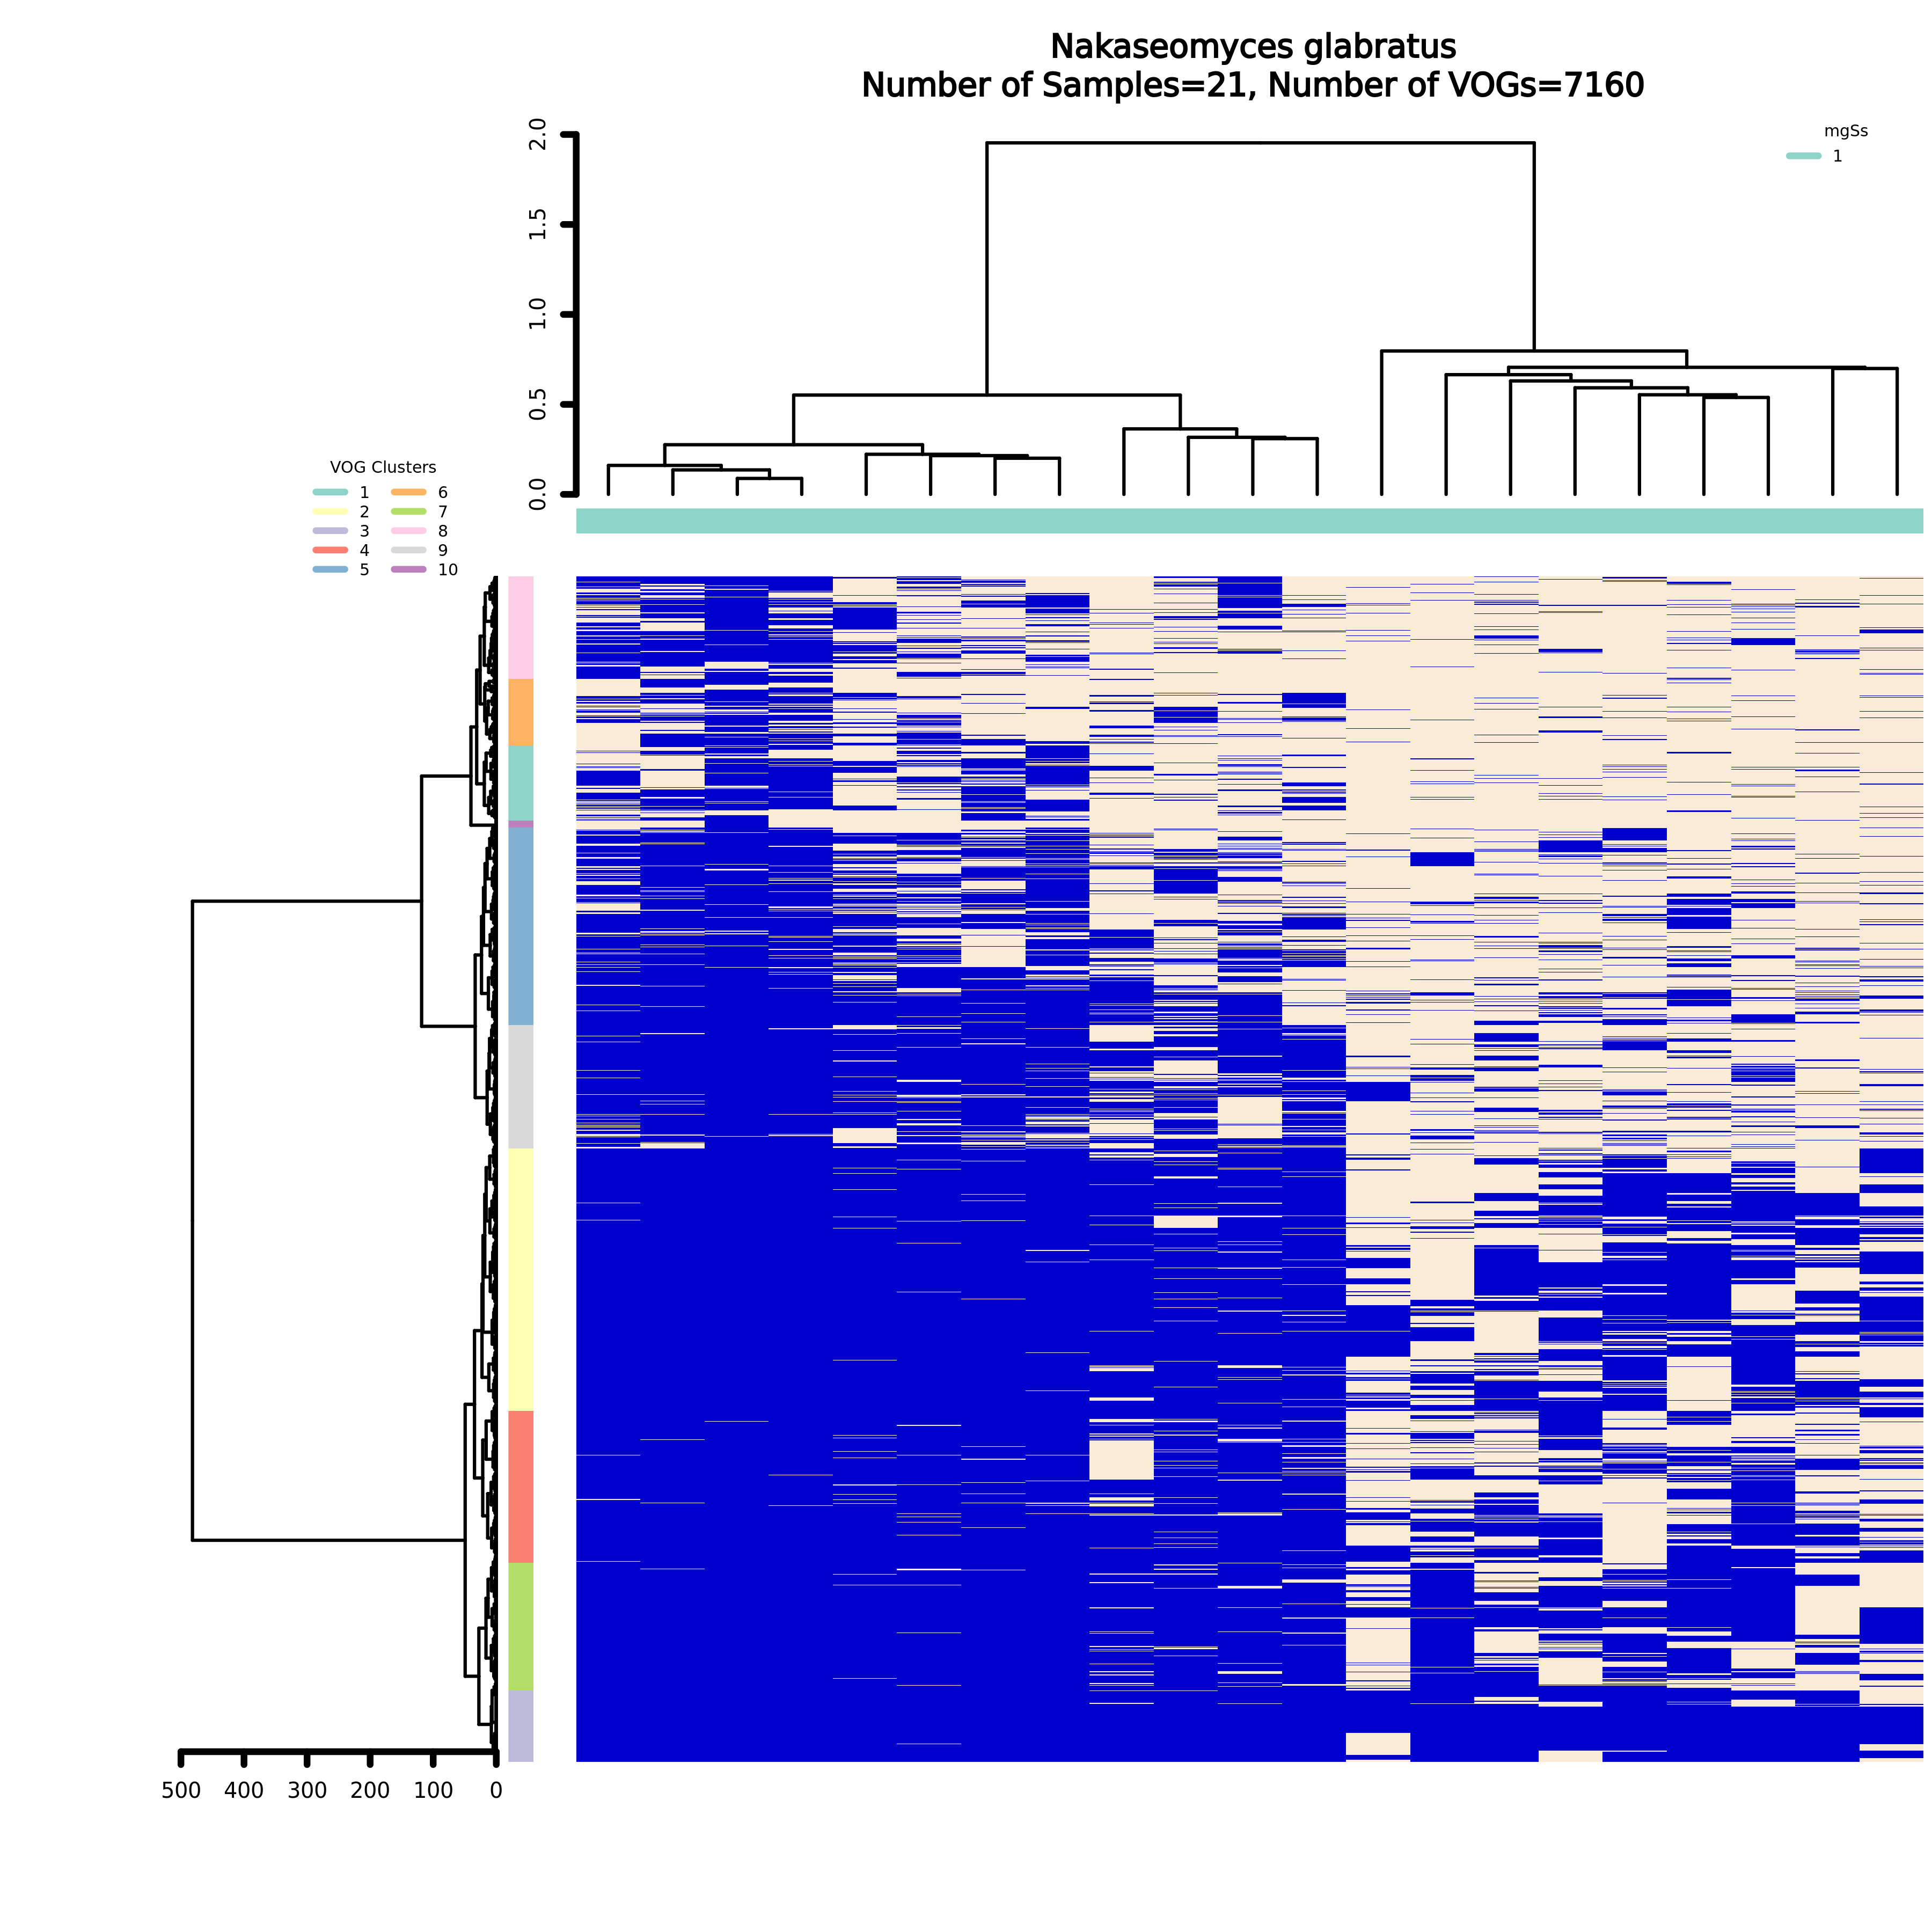 Nakaseomyces glabratus
Number of Samples=21, Number of VOGs=7160
mgSs
1
2.0
1.5
1.0
0.5
0.0
VOG Clusters
1 6
2 7
3 8
4 9
5 10
500 400 300 200 100 0